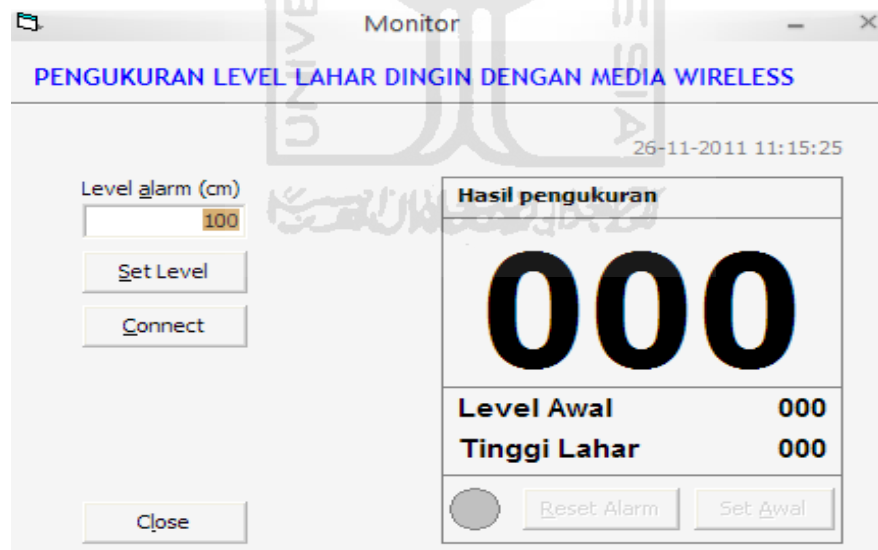 Monitor
PENGUKURAN LEVEL LAHAR DINGIN DENGAN MEDIA WIRELESS
26-11-2011 11:15:25
Level alarm (cm)
100
Set Level
Connect
Close
Hasil pengukuran
000
Level Awal 000
Tinggi Lahar 000
Reset Alarm Set Awal